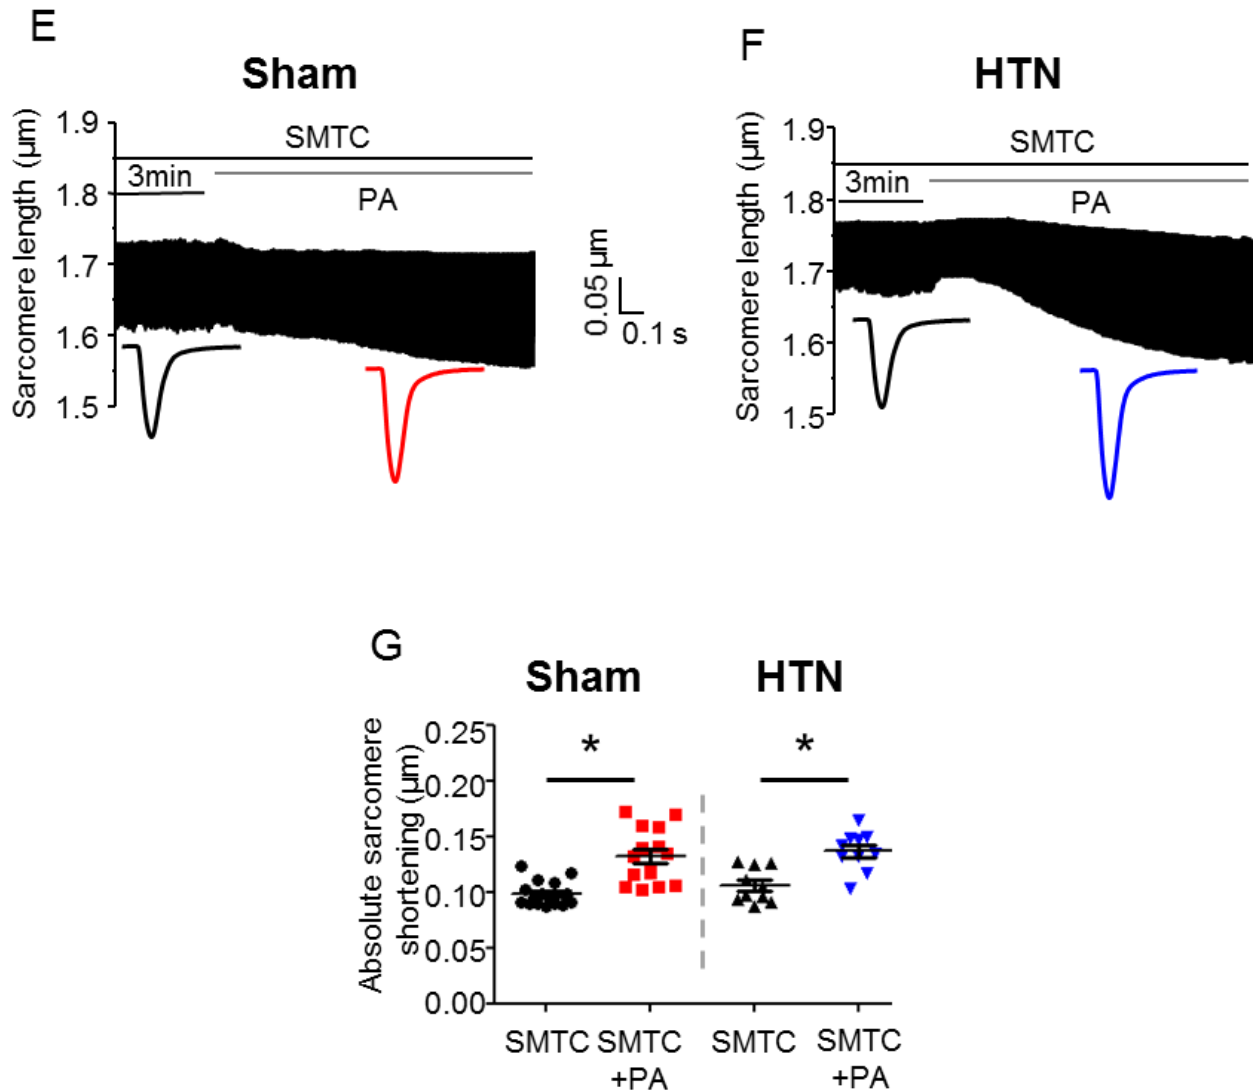 E
Sham
Sarcomere length (µm)
1.9
1.8
1.7
1.6
1.5
SMTC
3min
PA
0.05 µm
0.1 s
F
HTN
Sarcomere length (µm)
1.9
1.8
1.7
1.6
1.5
SMTC
3min
PA
G
Sham
HTN
Absolute sarcomere
shortening (µm)
0.25
0.20
0.15
0.10
0.05
0.00
*
*
SMTC
SMTC
+PA
SMTC
SMTC
+PA